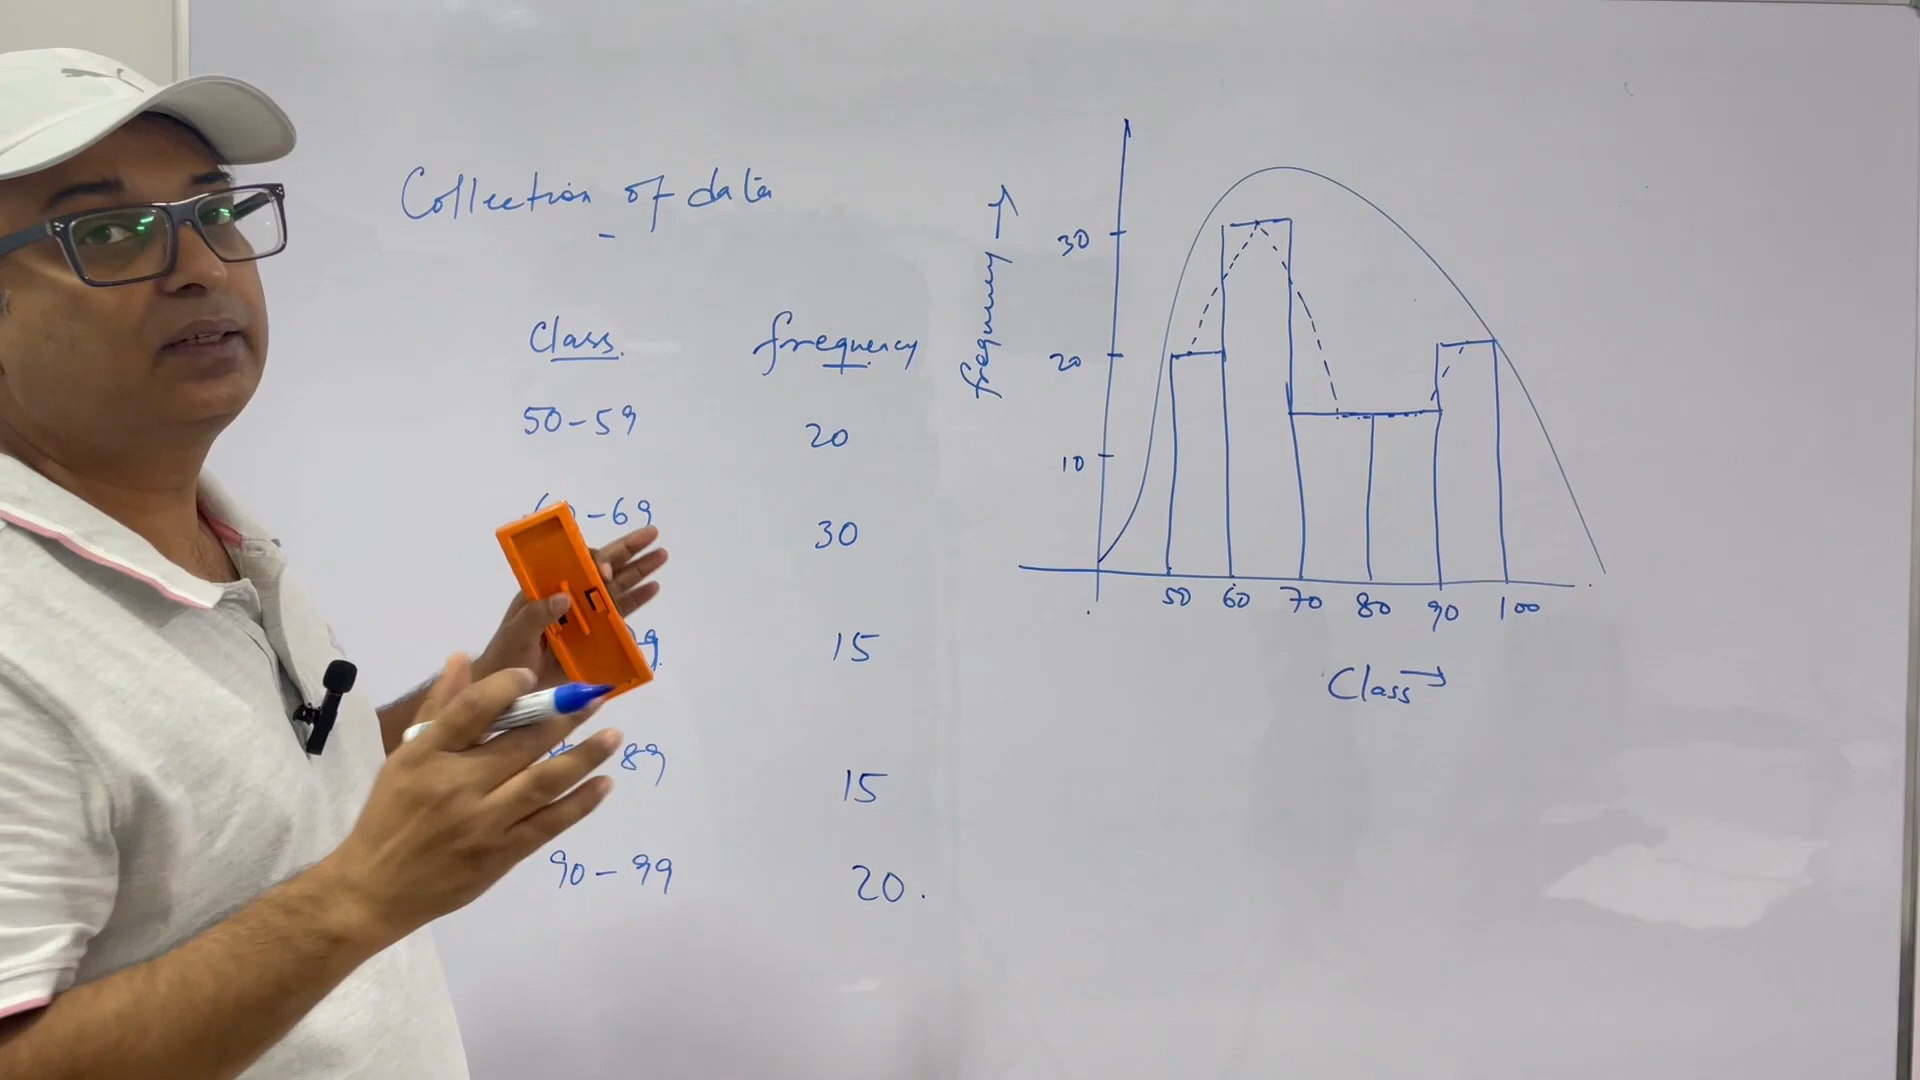 Collection of data
Class frequency
50-59 20
-69 30
15
89 15
90-99 20.
frequency →
30
20
10
50 60 70 80 90 100
Class →